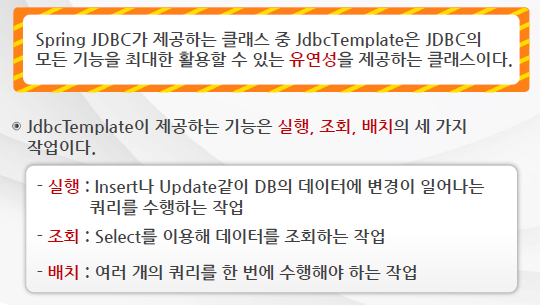 Spring JDBC가 제공하는 클래스 중 JdbcTemplate은 JDBC의
모든 기능을 최대한 활용할 수 있는 유연성을 제공하는 클래스이다.
◉ JdbcTemplate이 제공하는 기능은 실행, 조회, 배치의 세 가지
작업이다.
- 실행 : Insert나 Update같이 DB의 데이터에 변경이 일어나는
쿼리를 수행하는 작업
- 조회 : Select를 이용해 데이터를 조회하는 작업
- 배치 : 여러 개의 쿼리를 한 번에 수행해야 하는 작업